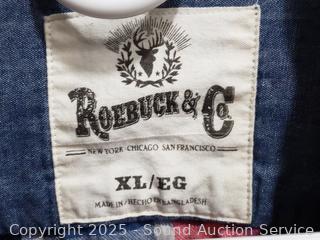 ROEBUCK & Co.
NEW YORK CHICAGO SAN FRANCISCO
XL/EG
MADE IN/HECHO EN BANGLADESH
Copyright 2025 - Sound Auction Service